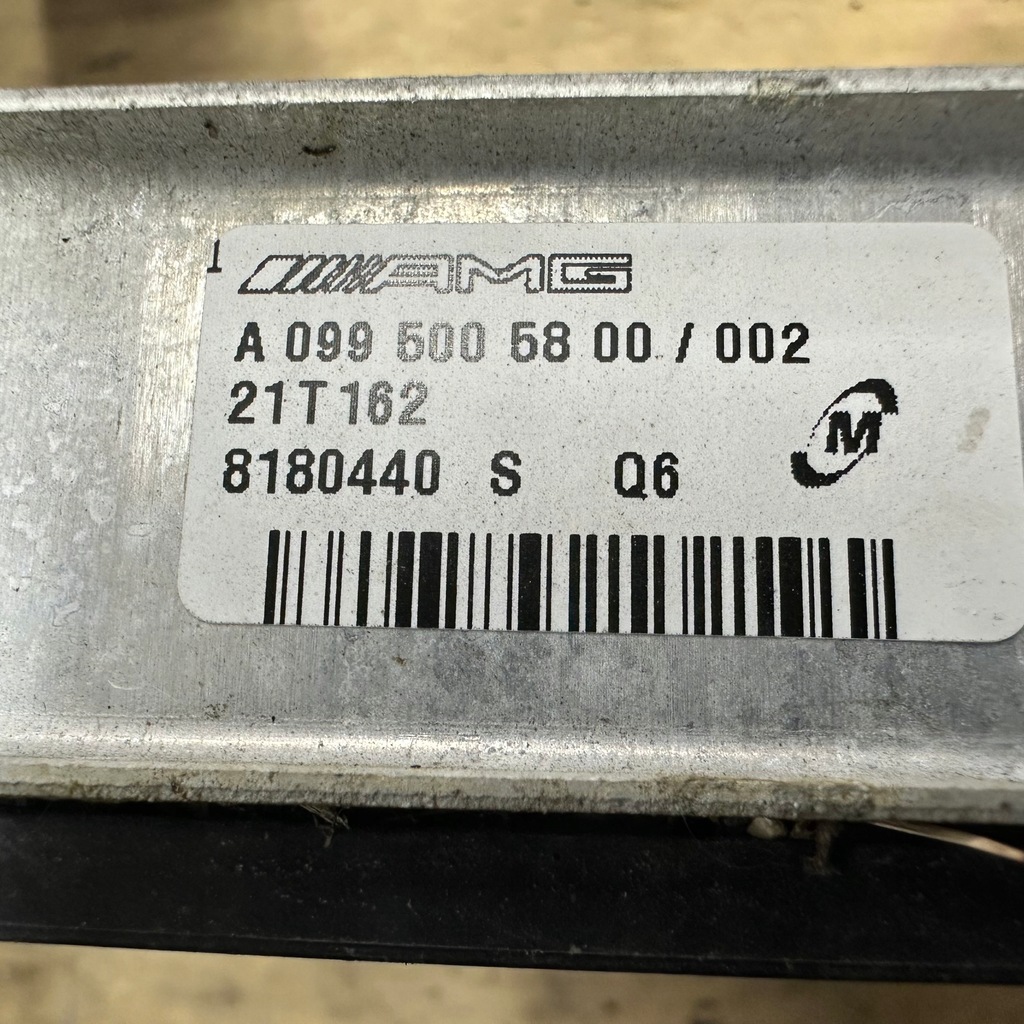 1
AMG
A 099 500 58 00 / 002
21T162
8180440 S Q6
M